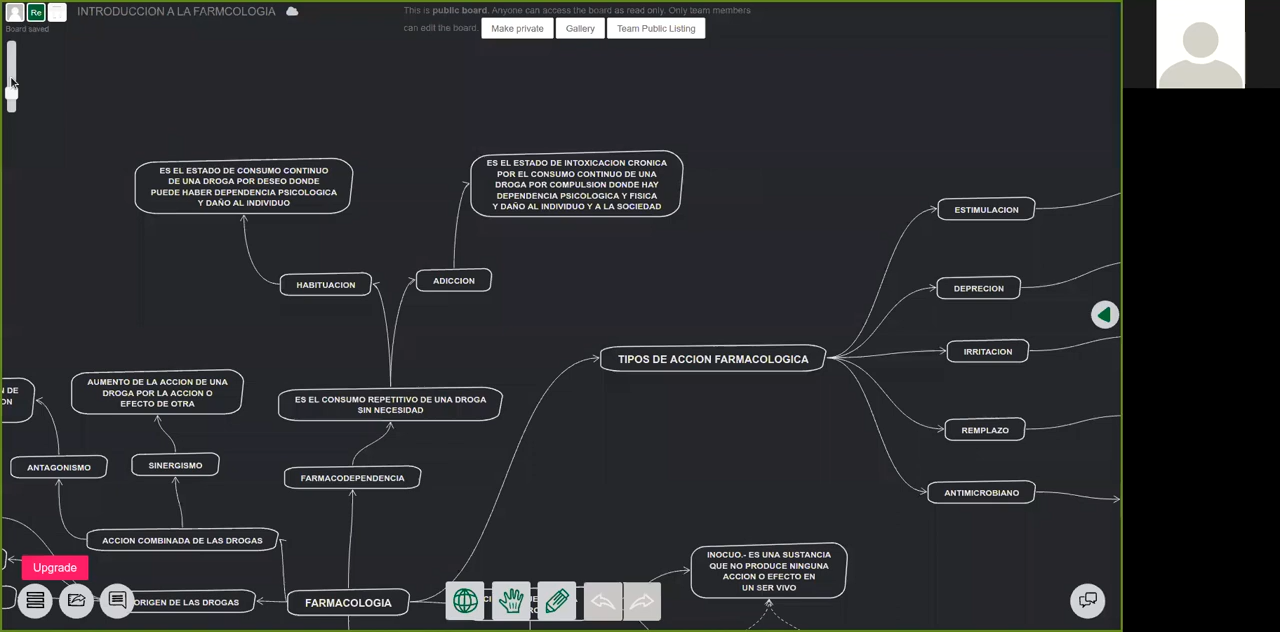 Re
INTRODUCCION A LA FARMCOLOGIA
Board saved
This is public board. Anyone can access the board as read only. Only team members
can edit the board.
Make private
Gallery
Team Public Listing
ES EL ESTADO DE CONSUMO CONTINUO
DE UNA DROGA POR DESEO DONDE
PUEDE HABER DEPENDENCIA PSICOLOGICA
Y DAÑO AL INDIVIDUO
ES EL ESTADO DE INTOXICACION CRONICA
POR EL CONSUMO CONTINUO DE UNA
DROGA POR COMPULSION DONDE HAY
DEPENDENCIA PSICOLOGICA Y FISICA
Y DAÑO AL INDIVIDUO Y A LA SOCIEDAD
HABITUACION
ADICCION
ESTIMULACION
DEPRECION
IRRITACION
REMPLAZO
ANTIMICROBIANO
TIPOS DE ACCION FARMACOLOGICA
N DE
ON
AUMENTO DE LA ACCION DE UNA
DROGA POR LA ACCION O
EFECTO DE OTRA
ES EL CONSUMO REPETITIVO DE UNA DROGA
SIN NECESIDAD
ANTAGONISMO
SINERGISMO
FARMACODEPENDENCIA
ACCION COMBINADA DE LAS DROGAS
INOCUO.- ES UNA SUSTANCIA
QUE NO PRODUCE NINGUNA
ACCION O EFECTO EN
UN SER VIVO
Upgrade
ORIGEN DE LAS DROGAS
FARMACOLOGIA